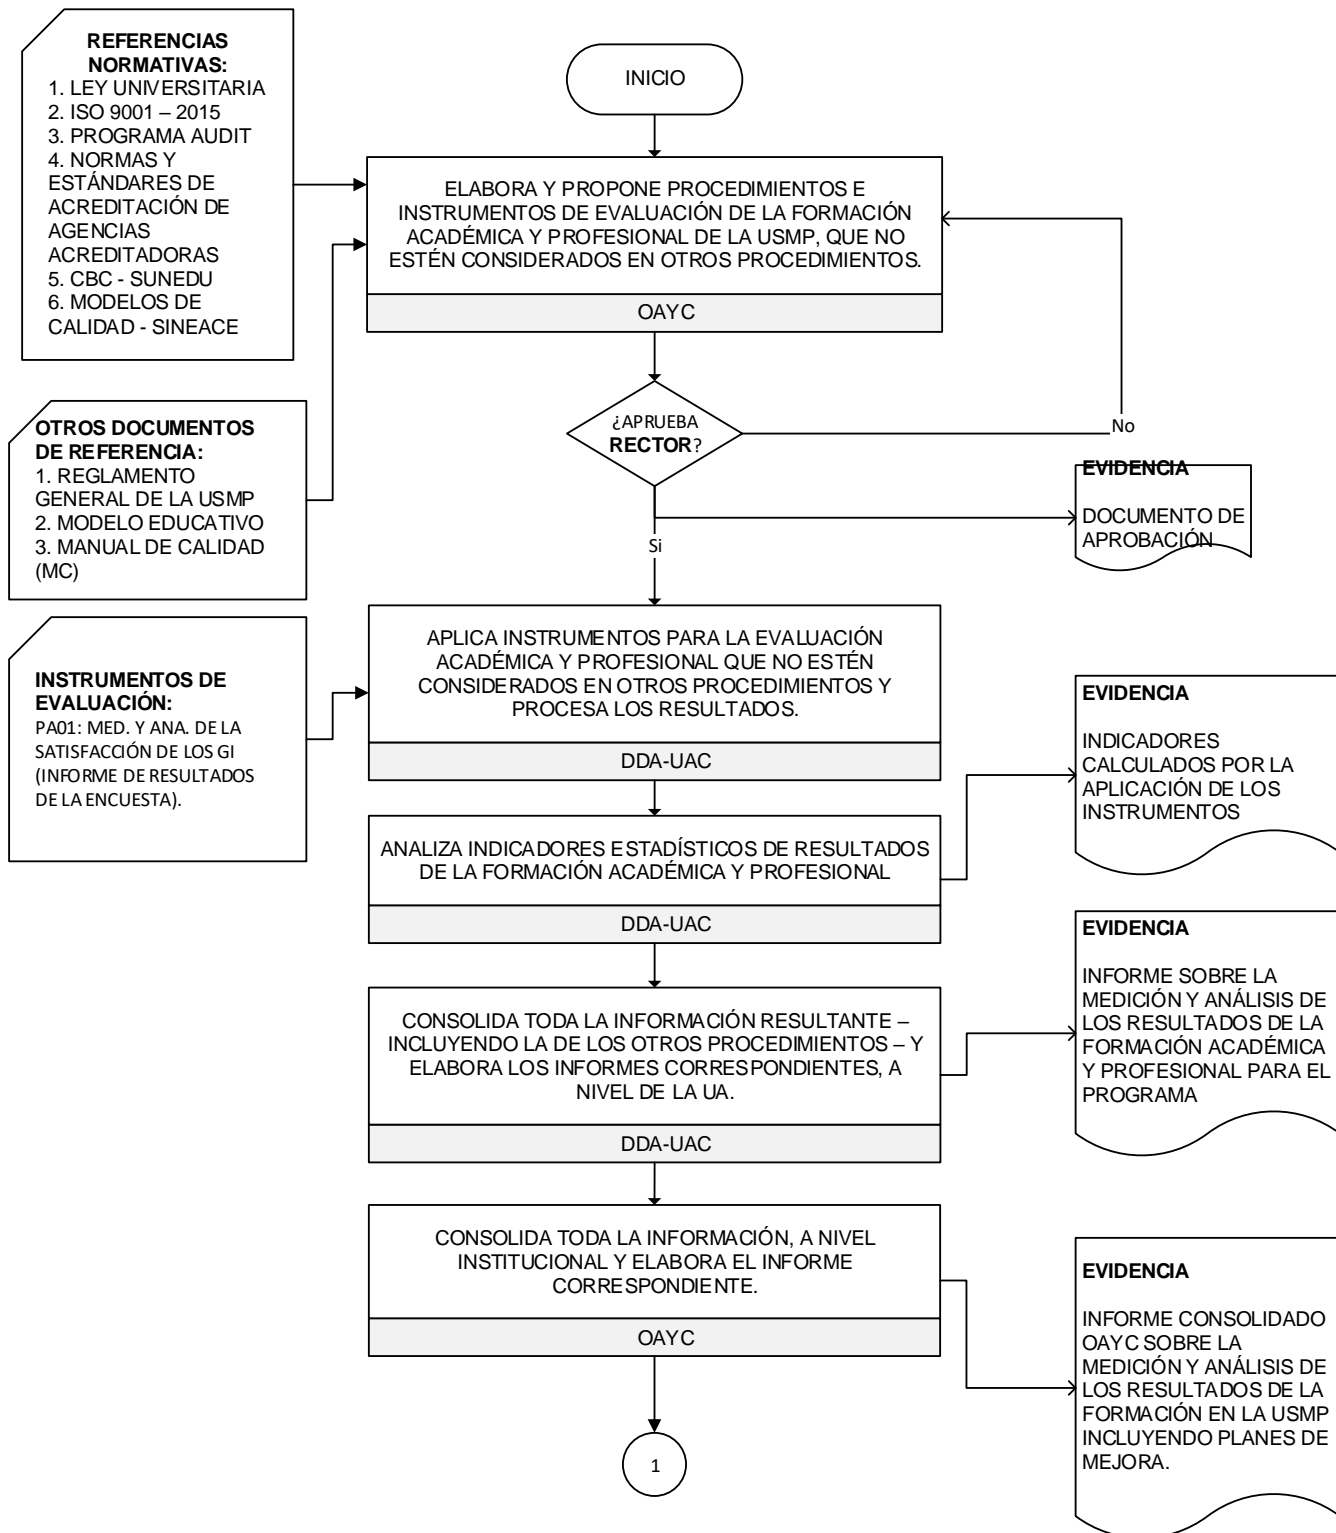 REFERENCIAS
NORMATIVAS:
1. LEY UNIVERSITARIA
2. ISO 9001 – 2015
3. PROGRAMA AUDIT
4. NORMAS Y
ESTÁNDARES DE
ACREDITACIÓN DE
AGENCIAS
ACREDITADORAS
5. CBC - SUNEDU
6. MODELOS DE
CALIDAD - SINEACE
INICIO
ELABORA Y PROPONE PROCEDIMIENTOS E
INSTRUMENTOS DE EVALUACIÓN DE LA FORMACIÓN
ACADÉMICA Y PROFESIONAL DE LA USMP, QUE NO
ESTÉN CONSIDERADOS EN OTROS PROCEDIMIENTOS.
OAYC
OTROS DOCUMENTOS
DE REFERENCIA:
1. REGLAMENTO
GENERAL DE LA USMP
2. MODELO EDUCATIVO
3. MANUAL DE CALIDAD
(MC)
¿APRUEBA
RECTOR?
No
Si
EVIDENCIA
DOCUMENTO DE
APROBACIÓN
INSTRUMENTOS DE
EVALUACIÓN:
PA01: MED. Y ANA. DE LA
SATISFACCIÓN DE LOS GI
(INFORME DE RESULTADOS
DE LA ENCUESTA).
APLICA INSTRUMENTOS PARA LA EVALUACIÓN
ACADÉMICA Y PROFESIONAL QUE NO ESTÉN
CONSIDERADOS EN OTROS PROCEDIMIENTOS Y
PROCESA LOS RESULTADOS.
DDA-UAC
EVIDENCIA
INDICADORES
CALCULADOS POR LA
APLICACIÓN DE LOS
INSTRUMENTOS
ANALIZA INDICADORES ESTADÍSTICOS DE RESULTADOS
DE LA FORMACIÓN ACADÉMICA Y PROFESIONAL
DDA-UAC
EVIDENCIA
INFORME SOBRE LA
MEDICIÓN Y ANÁLISIS DE
LOS RESULTADOS DE LA
FORMACIÓN ACADÉMICA
Y PROFESIONAL PARA EL
PROGRAMA
CONSOLIDA TODA LA INFORMACIÓN RESULTANTE –
INCLUYENDO LA DE LOS OTROS PROCEDIMIENTOS – Y
ELABORA LOS INFORMES CORRESPONDIENTES, A
NIVEL DE LA UA.
DDA-UAC
CONSOLIDA TODA LA INFORMACIÓN, A NIVEL
INSTITUCIONAL Y ELABORA EL INFORME
CORRESPONDIENTE.
OAYC
EVIDENCIA
INFORME CONSOLIDADO
OAYC SOBRE LA
MEDICIÓN Y ANÁLISIS DE
LOS RESULTADOS DE LA
FORMACIÓN EN LA USMP
INCLUYENDO PLANES DE
MEJORA.
1